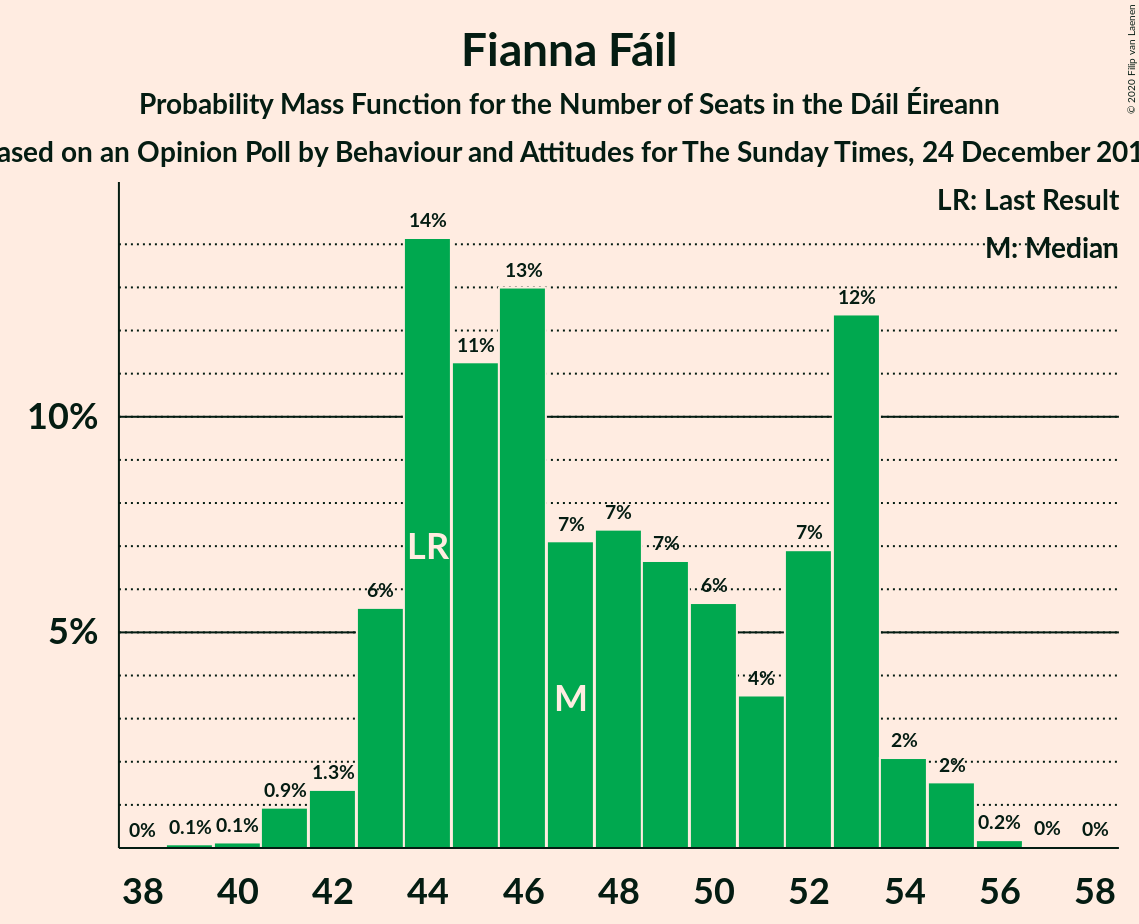 Fianna Fáil
Probability Mass Function for the Number of Seats in the Dáil Éireann
ased on an Opinion Poll by Behaviour and Attitudes for The Sunday Times, 24 December 201
© 2020 Filip van Laenen
LR: Last Result
M: Median
14%
13%
12%
11%
10%
7%
7%
7%
7%
LR
6%
6%
5%
4%
M
2%
2%
1.3%
0.9%
0%
0.1%
0.1%
0.2%
0%
0%
38 40 42 44 46 48 50 52 54 56 58